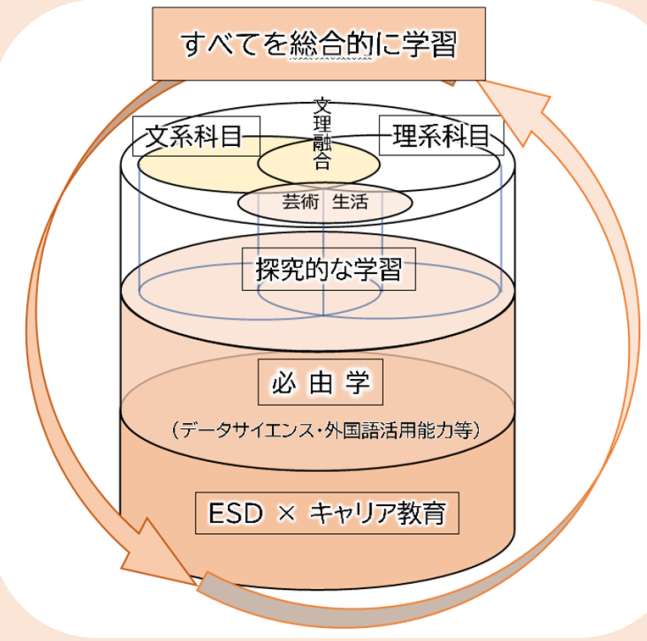 すべてを総合的に学習
文系科目
文理融合
理系科目
芸術 生活
探究的な学習
必由学
（データサイエンス・外国語活用能力等）
ESD × キャリア教育